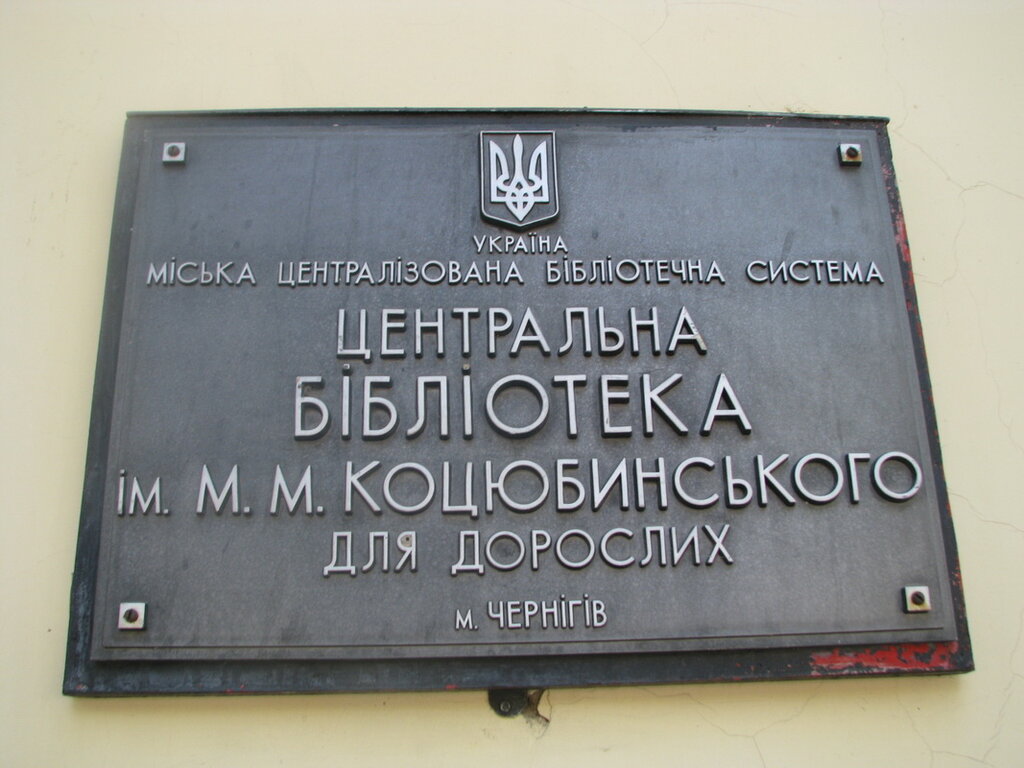 УКРАЇНА
МІСЬКА ЦЕНТРАЛІЗОВАНА БІБЛІОТЕЧНА СИСТЕМА
ЦЕНТРАЛЬНА
БІБЛІОТЕКА
ім. М. М. КОЦЮБИНСЬКОГО
ДЛЯ ДОРОСЛИХ
м. ЧЕРНІГІВ